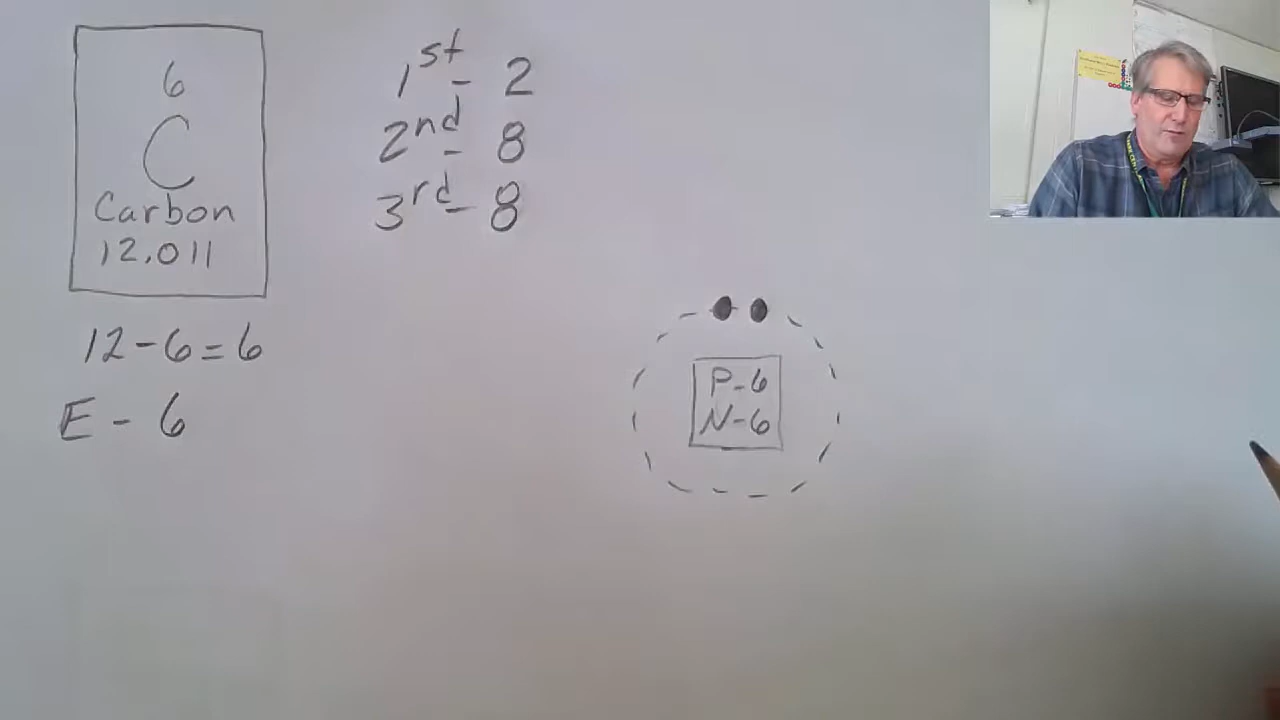 6
C
Carbon
12.011
12-6=6
E - 6
1st - 2
2nd - 8
3rd - 8
P-6
N-6